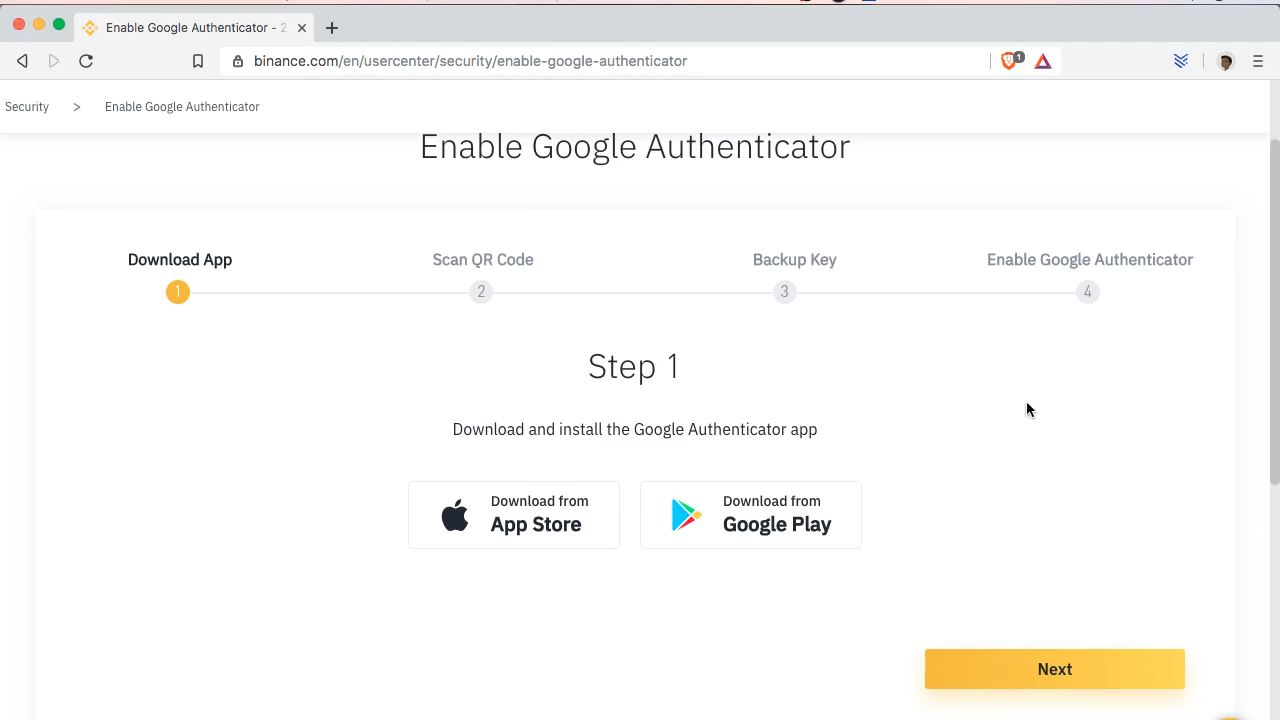 Enable Google Authenticator - 2
binance.com/en/usercenter/security/enable-google-authenticator
1
Security > Enable Google Authenticator
Enable Google Authenticator
Download App
Scan QR Code
Backup Key
Enable Google Authenticator
1
2
3
4
Step 1
Download and install the Google Authenticator app
Download from
App Store
Download from
Google Play
Next